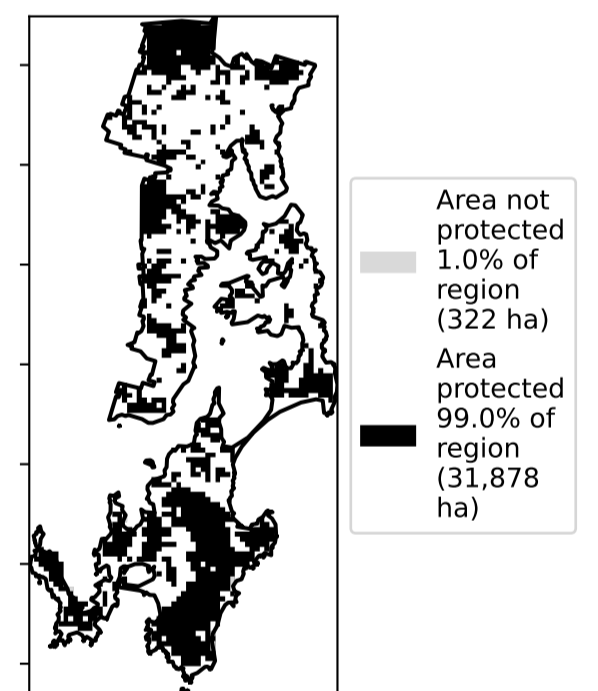 Area not
protected
1.0% of
region
(322 ha)
Area
protected
99.0% of
region
(31,878
ha)